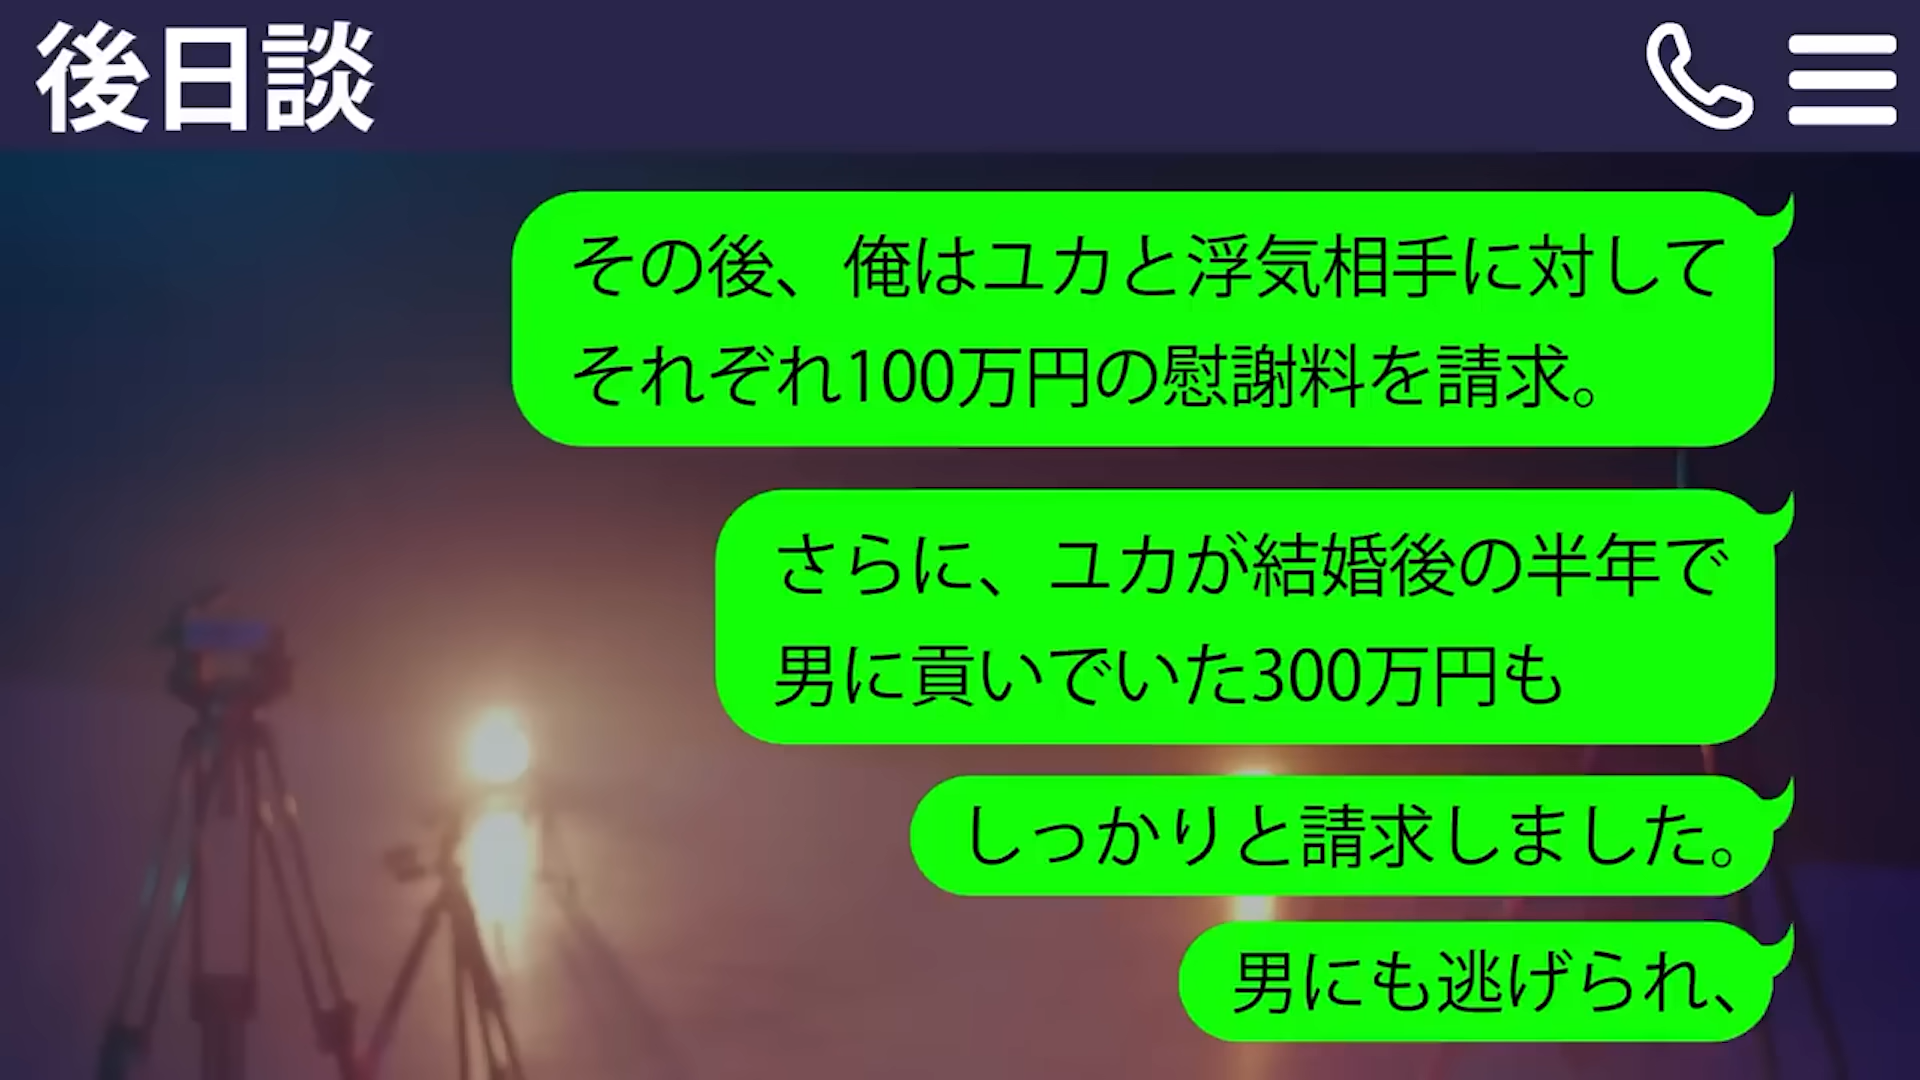 後日談
その後、俺はユカと浮気相手に対して
それぞれ100万円の慰謝料を請求。
さらに、ユカが結婚後の半年で
男に貢いでいた300万円も
しっかりと請求しました。
男にも逃げられ、